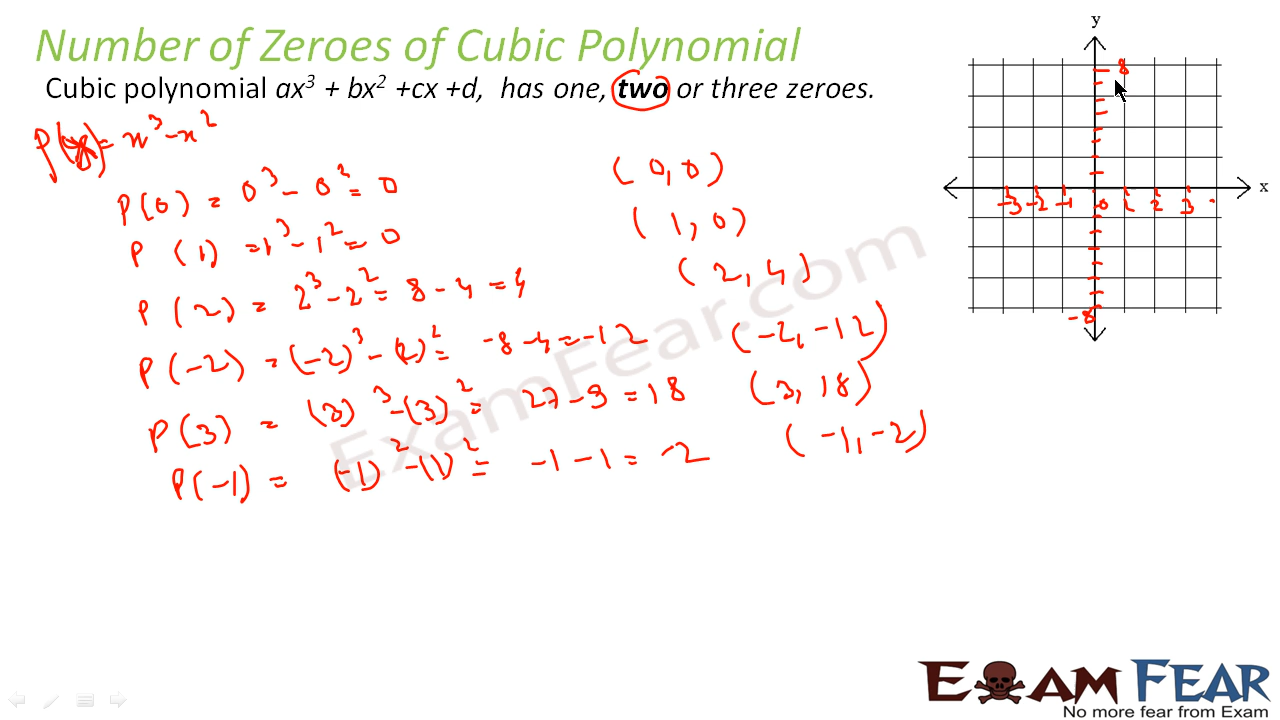 Number of Zeroes of Cubic Polynomial
Cubic polynomial ax³ + bx² +cx +d, has one, two or three zeroes.
P(x)= x³-x²
P(0) = 0³ - 0² = 0 (0,0)
P (1) =1³-1² = 0 (1,0)
P (2) = 2³-2² = 8-4 =4 (2,4)
P(-2) = (-2)³-(2)² = -8-4=-12 (-2,-12)
P(3) = (3)³-(3)² = 27-9 =18 (3,18)
P(-1) = (-1)²-(1)² = -1-1= -2 (-1,-2)
y
8
x
-3 -2 -1 0 1 2 3
-8
ExamFear.com
EXAM FEAR
No more fear from Exam